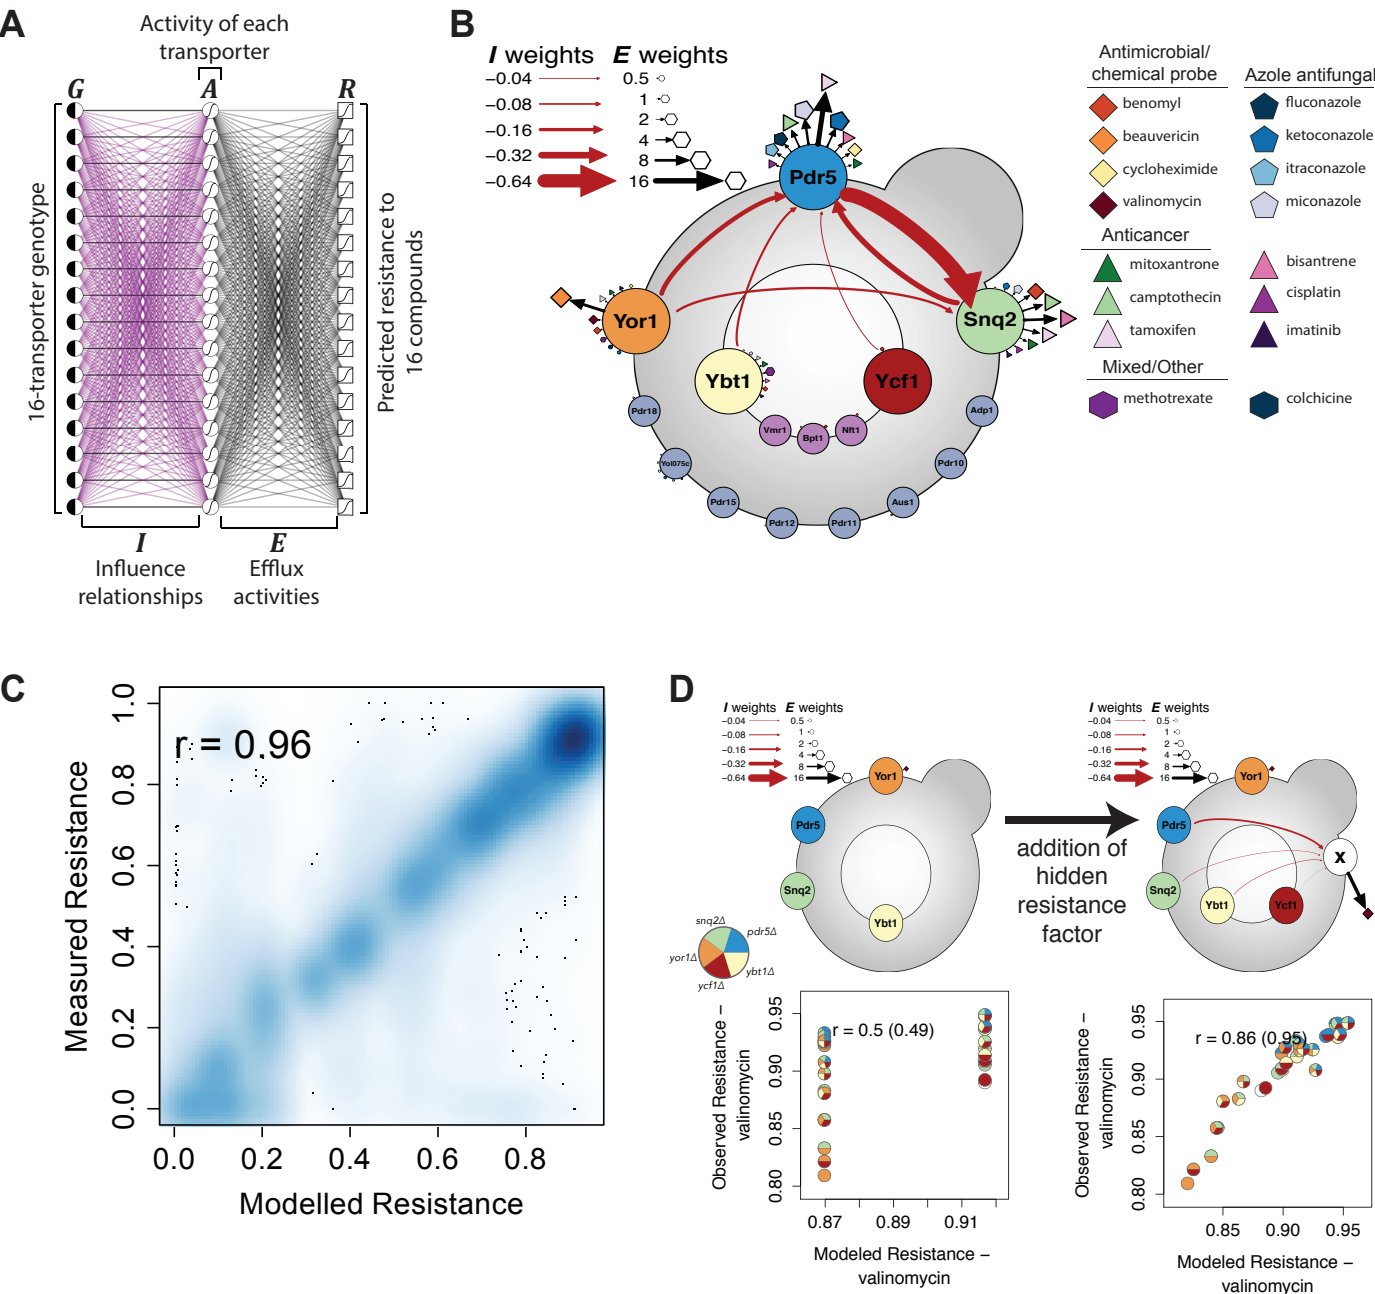 A
Activity of each
transporter
G
A
R
16-transporter genotype
Predicted resistance to
16 compounds
I
E
Influence
relationships
Efflux
activities
B
I weights
E weights
−0.04
−0.08
−0.16
−0.32
−0.64
0.5
1
2
4
8
16
Pdr5
Yor1
Snq2
Ybt1
Ycf1
Pdr18
Vmr1
Bpt1
Nft1
Adp1
Yol075c
Pdr10
Pdr15
Aus1
Pdr12
Pdr11
Antimicrobial/
chemical probe
benomyl
beauvericin
cycloheximide
valinomycin
Azole antifungal
fluconazole
ketoconazole
itraconazole
miconazole
Anticancer
mitoxantrone
camptothecin
tamoxifen
bisantrene
cisplatin
imatinib
Mixed/Other
methotrexate
colchicine
C
r = 0.96
Measured Resistance
0.0
0.2
0.4
0.6
0.8
1.0
0.0
0.2
0.4
0.6
0.8
Modelled Resistance
D
I weights
E weights
−0.04
−0.08
−0.16
−0.32
−0.64
0.5
1
2
4
8
16
Yor1
Pdr5
Snq2
Ybt1
addition of
hidden
resistance
factor
I weights
E weights
−0.04
−0.08
−0.16
−0.32
−0.64
0.5
1
2
4
8
16
Yor1
Pdr5
Snq2
Ybt1
Ycf1
X
snq2Δ
pdr5Δ
yor1Δ
ybt1Δ
ycf1Δ
r = 0.5 (0.49)
Observed Resistance −
valinomycin
0.80
0.85
0.90
0.95
0.87
0.89
0.91
Modeled Resistance −
valinomycin
r = 0.86 (0.95)
Observed Resistance −
valinomycin
0.80
0.85
0.90
0.95
0.85
0.90
0.95
Modeled Resistance −
valinomycin